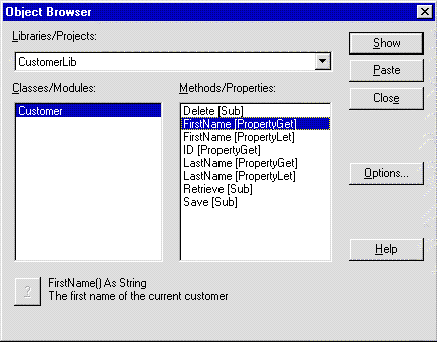 Object Browser
Libraries/Projects:
CustomerLib
Show
Paste
Close
Classes/Modules:
Customer
Methods/Properties:
Delete [Sub]
FirstName [PropertyGet]
FirstName [PropertyLet]
ID [PropertyGet]
LastName [PropertyGet]
LastName [PropertyLet]
Retrieve [Sub]
Save [Sub]
Options...
Help
?
FirstName() As String
The first name of the current customer